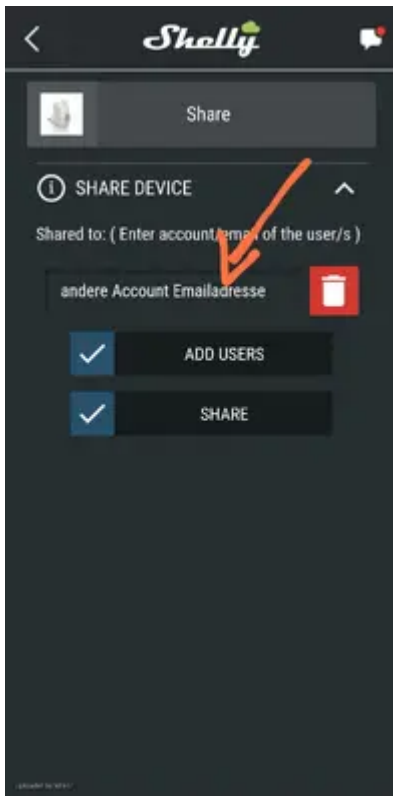 Shelly
Share
SHARE DEVICE
Shared to: ( Enter account/email of the user/s )
andere Account Emailadresse
ADD USERS
SHARE